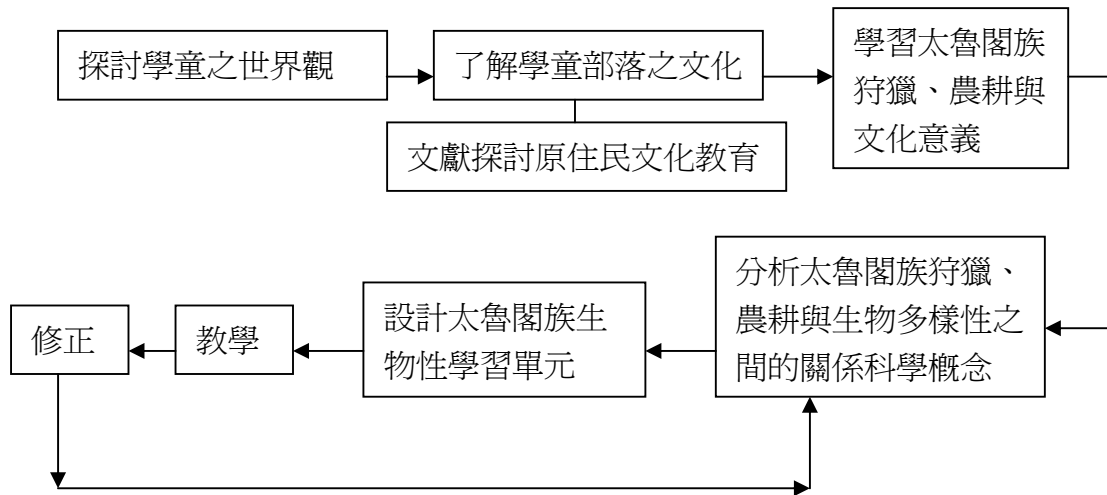 探討學童之世界觀
了解學童部落之文化
文獻探討原住民文化教育
學習太魯閣族
狩獵、農耕與
文化意義
分析太魯閣族狩獵、
農耕與生物多樣性之
間的關係科學概念
設計太魯閣族生
物性學習單元
教學
修正